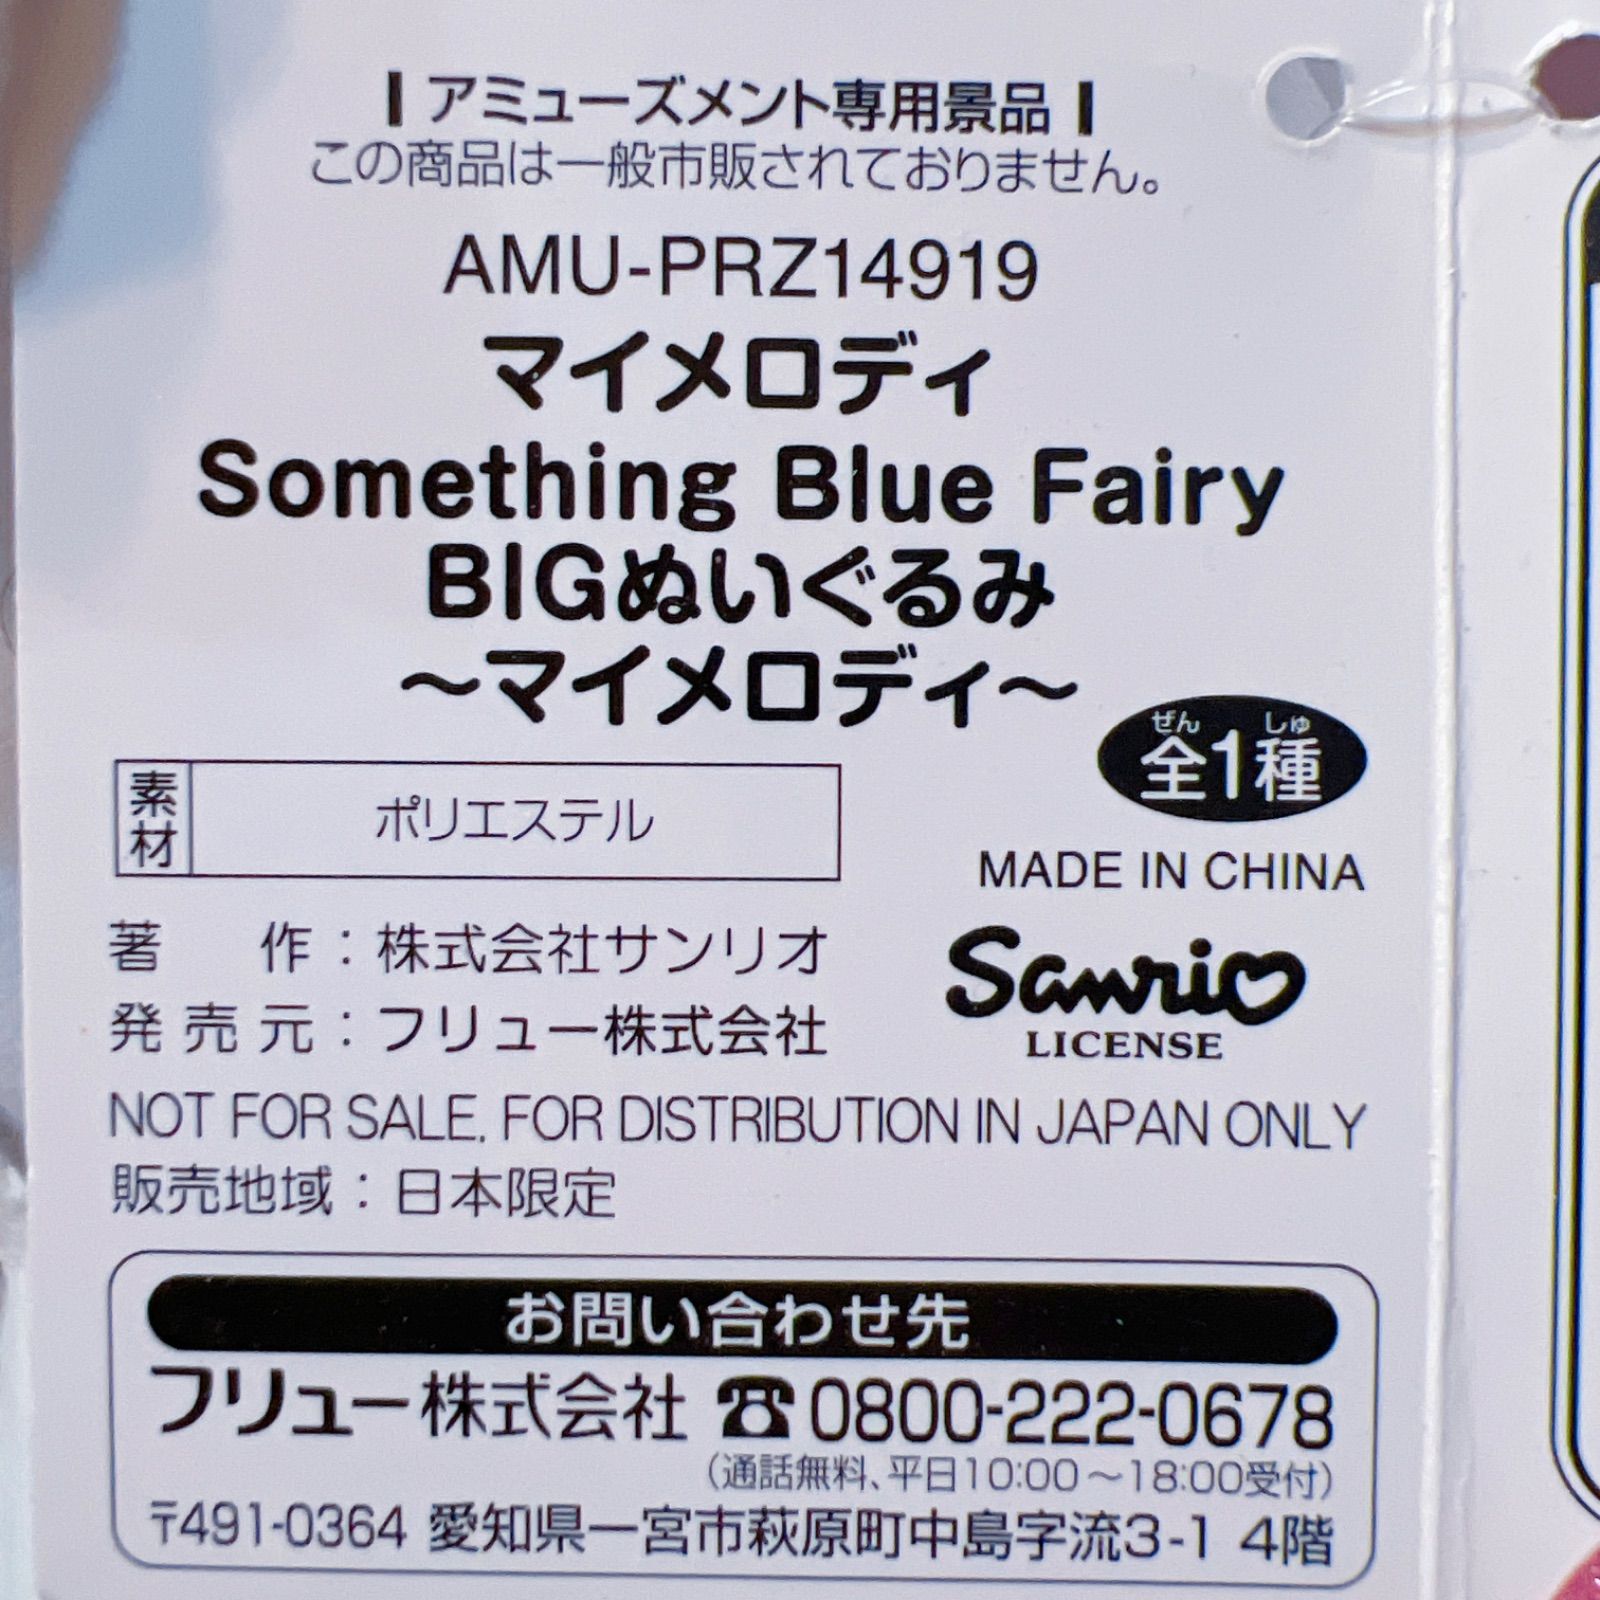 アミューズメント専用景品
この商品は一般市販されておりません。
AMU-PRZ14919
マイメロディ
Something Blue Fairy
BIGぬいぐるみ
～マイメロディ～
ぜん しゅ
全1種
素材 ポリエステル
MADE IN CHINA
著作：株式会社サンリオ
発売元：フリュー株式会社
Sanrio
LICENSE
NOT FOR SALE. FOR DISTRIBUTION IN JAPAN ONLY
販売地域：日本限定
お問い合わせ先
フリュー株式会社 ☎0800-222-0678
（通話無料、平日10:00～18:00受付）
〒491-0364 愛知県一宮市萩原町中島字流3-1 4階